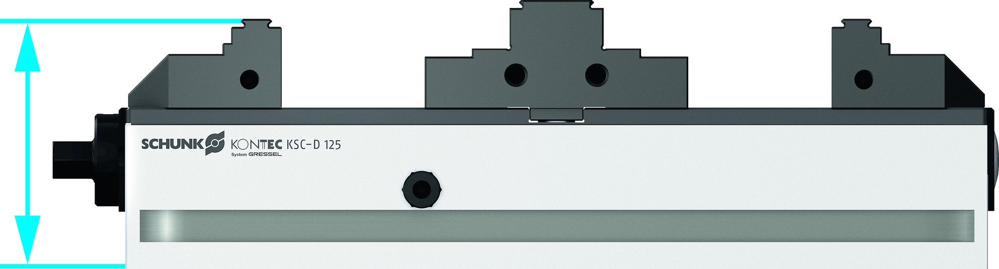 SCHUNK KONTEC KSC-D 125
System GRESSEL